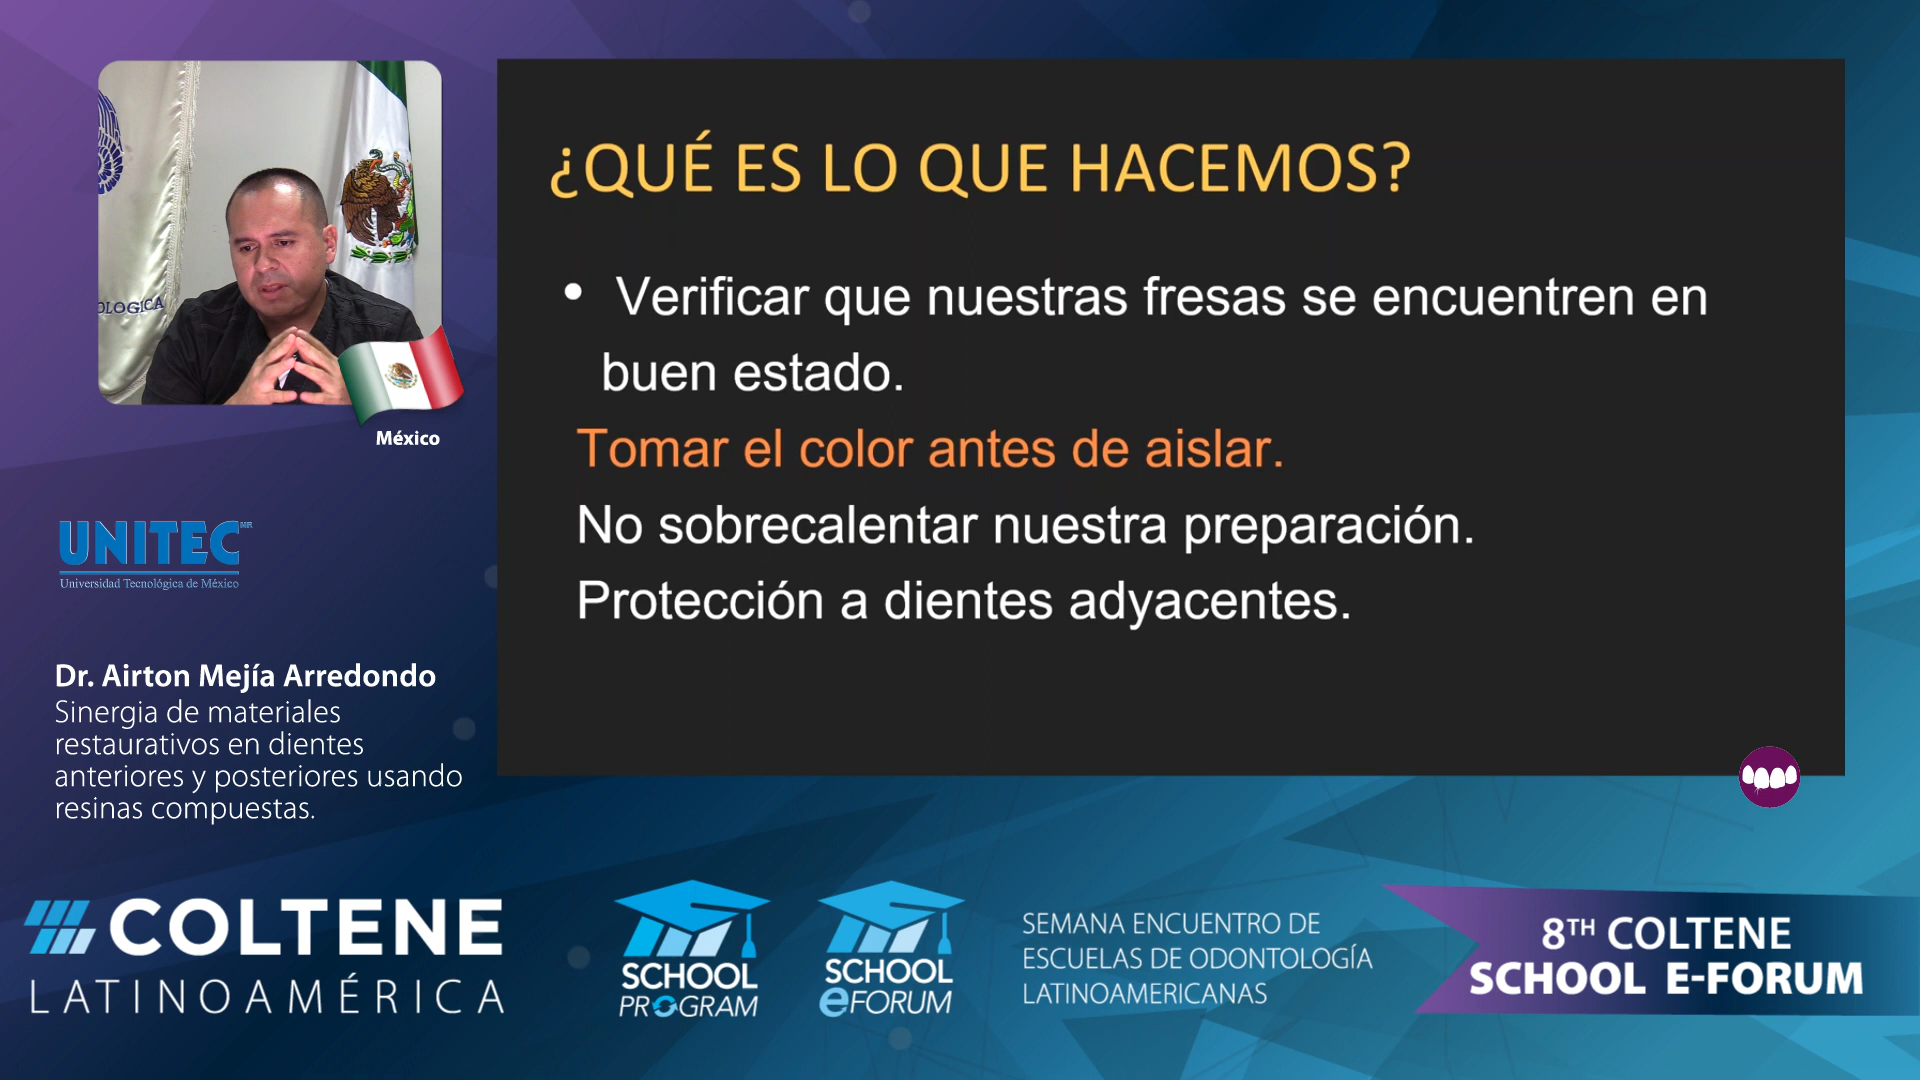 ¿QUÉ ES LO QUE HACEMOS?
• Verificar que nuestras fresas se encuentren en
buen estado.
Tomar el color antes de aislar.
No sobrecalentar nuestra preparación.
Protección a dientes adyacentes.
OLOGICA
México
UNITEC MR
Universidad Tecnológica de México
Dr. Airton Mejía Arredondo
Sinergia de materiales
restaurativos en dientes
anteriores y posteriores usando
resinas compuestas.
COLTENE
LATINOAMÉRICA
SCHOOL
PROGRAM
SCHOOL
eFORUM
SEMANA ENCUENTRO DE
ESCUELAS DE ODONTOLOGÍA
LATINOAMERICANAS
8TH COLTENE
SCHOOL E-FORUM